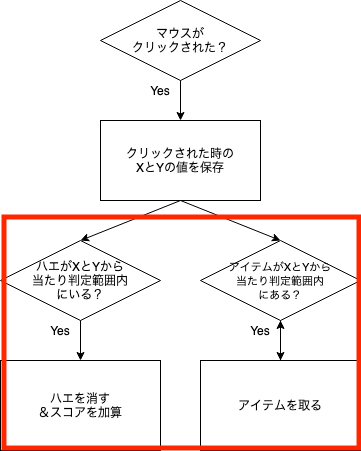 マウスが
クリックされた？
Yes
クリックされた時の
XとYの値を保存
ハエがXとYから
当たり判定範囲内
にいる？
アイテムがXとYから
当たり判定範囲内
にある？
Yes
Yes
ハエを消す
＆スコアを加算
アイテムを取る